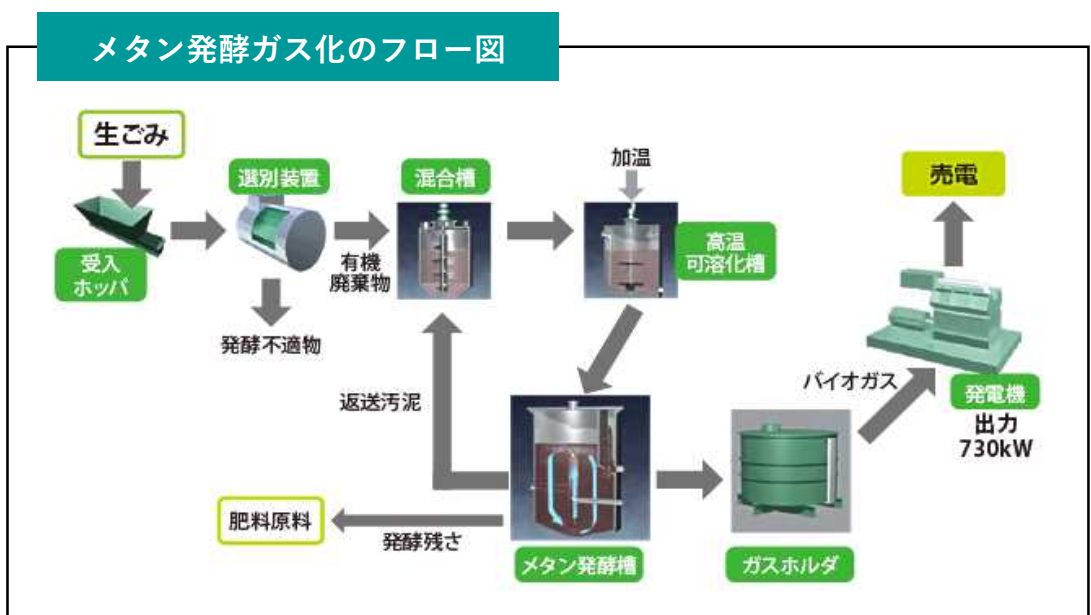 メタン発酵ガス化のフロー図
生ごみ
受入
ホッパ
選別装置
発酵不適物
有機
廃棄物
混合槽
加温
高温
可溶化槽
返送汚泥
メタン発酵槽
発酵残さ
肥料原料
ガスホルダ
バイオガス
発電機
出力
730kW
売電